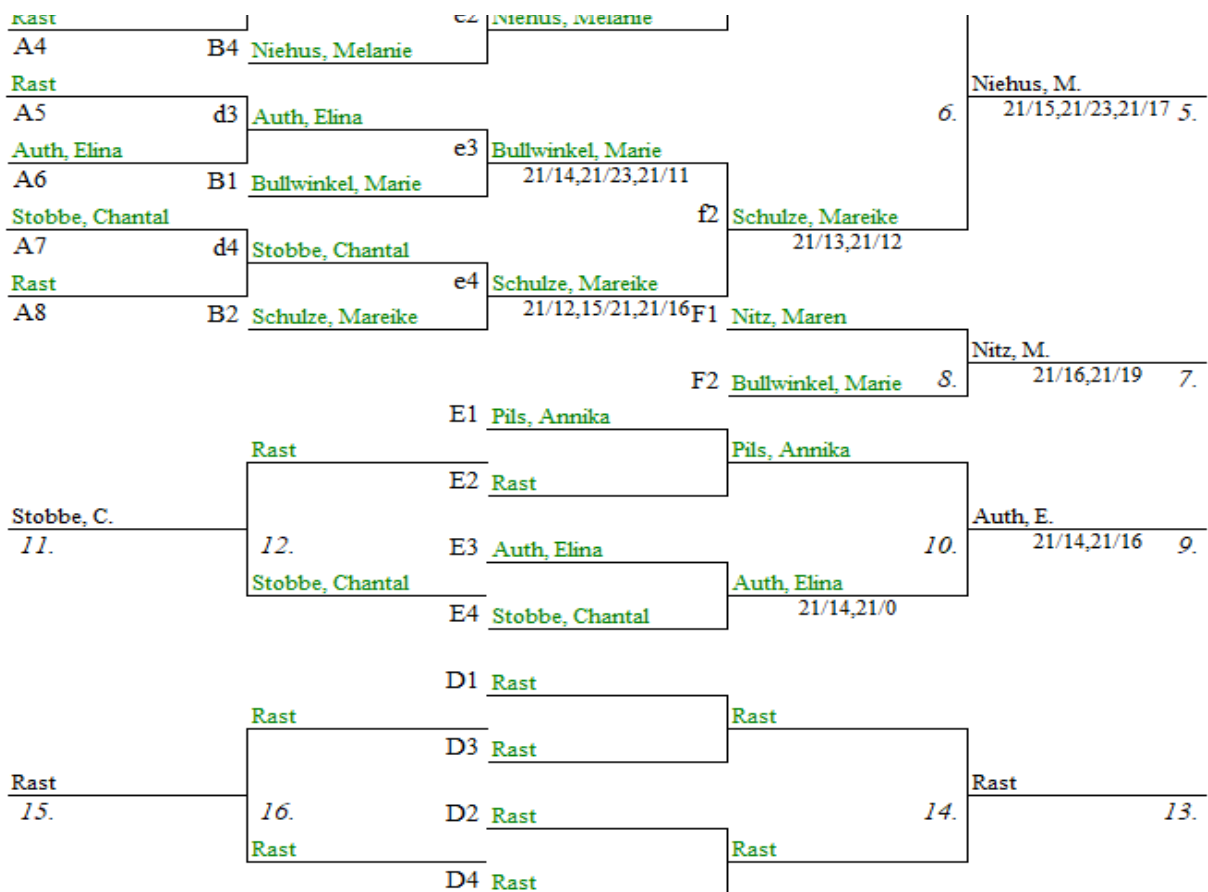 Rast e2 Niehus, Melanie
A4 B4 Niehus, Melanie
Rast Niehus, M.
A5 d3 Auth, Elina 6. 21/15,21/23,21/17 5.
Auth, Elina e3 Bullwinkel, Marie
A6 B1 Bullwinkel, Marie 21/14,21/23,21/11
Stobbe, Chantal f2 Schulze, Mareike
A7 d4 Stobbe, Chantal 21/13,21/12
Rast e4 Schulze, Mareike
A8 B2 Schulze, Mareike 21/12,15/21,21/16 F1 Nitz, Maren
Nitz, M.
F2 Bullwinkel, Marie 8. 21/16,21/19 7.
E1 Pils, Annika
Rast Pils, Annika
E2 Rast
Stobbe, C. Auth, E.
11. 12. E3 Auth, Elina 10. 21/14,21/16 9.
Stobbe, Chantal Auth, Elina
E4 Stobbe, Chantal 21/14,21/0
D1 Rast
Rast Rast
D3 Rast
Rast Rast
15. 16. D2 Rast 14. 13.
Rast Rast
D4 Rast